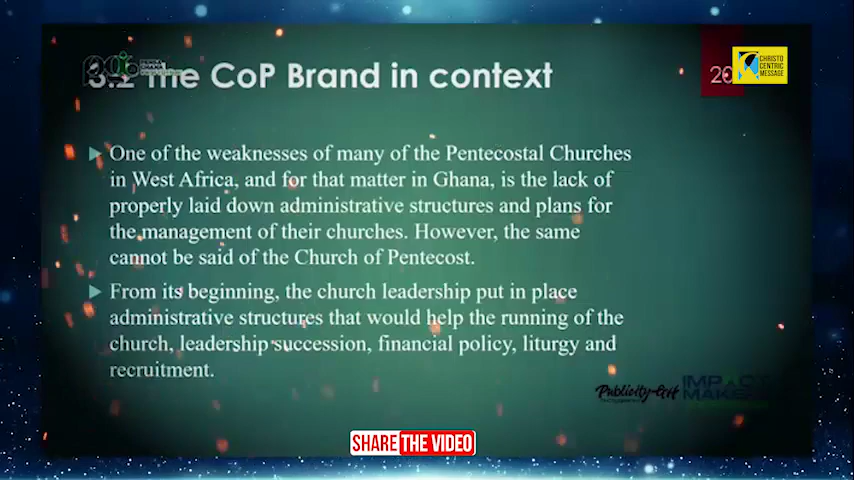 3.2 The CoP Brand in context
20
CHRISTO
CENTRIC
MESSAGE
One of the weaknesses of many of the Pentecostal Churches
in West Africa, and for that matter in Ghana, is the lack of
properly laid down administrative structures and plans for
the management of their churches. However, the same
cannot be said of the Church of Pentecost.
From its beginning, the church leadership put in place
administrative structures that would help the running of the
church, leadership succession, financial policy, liturgy and
recruitment.
SHARE THE VIDEO